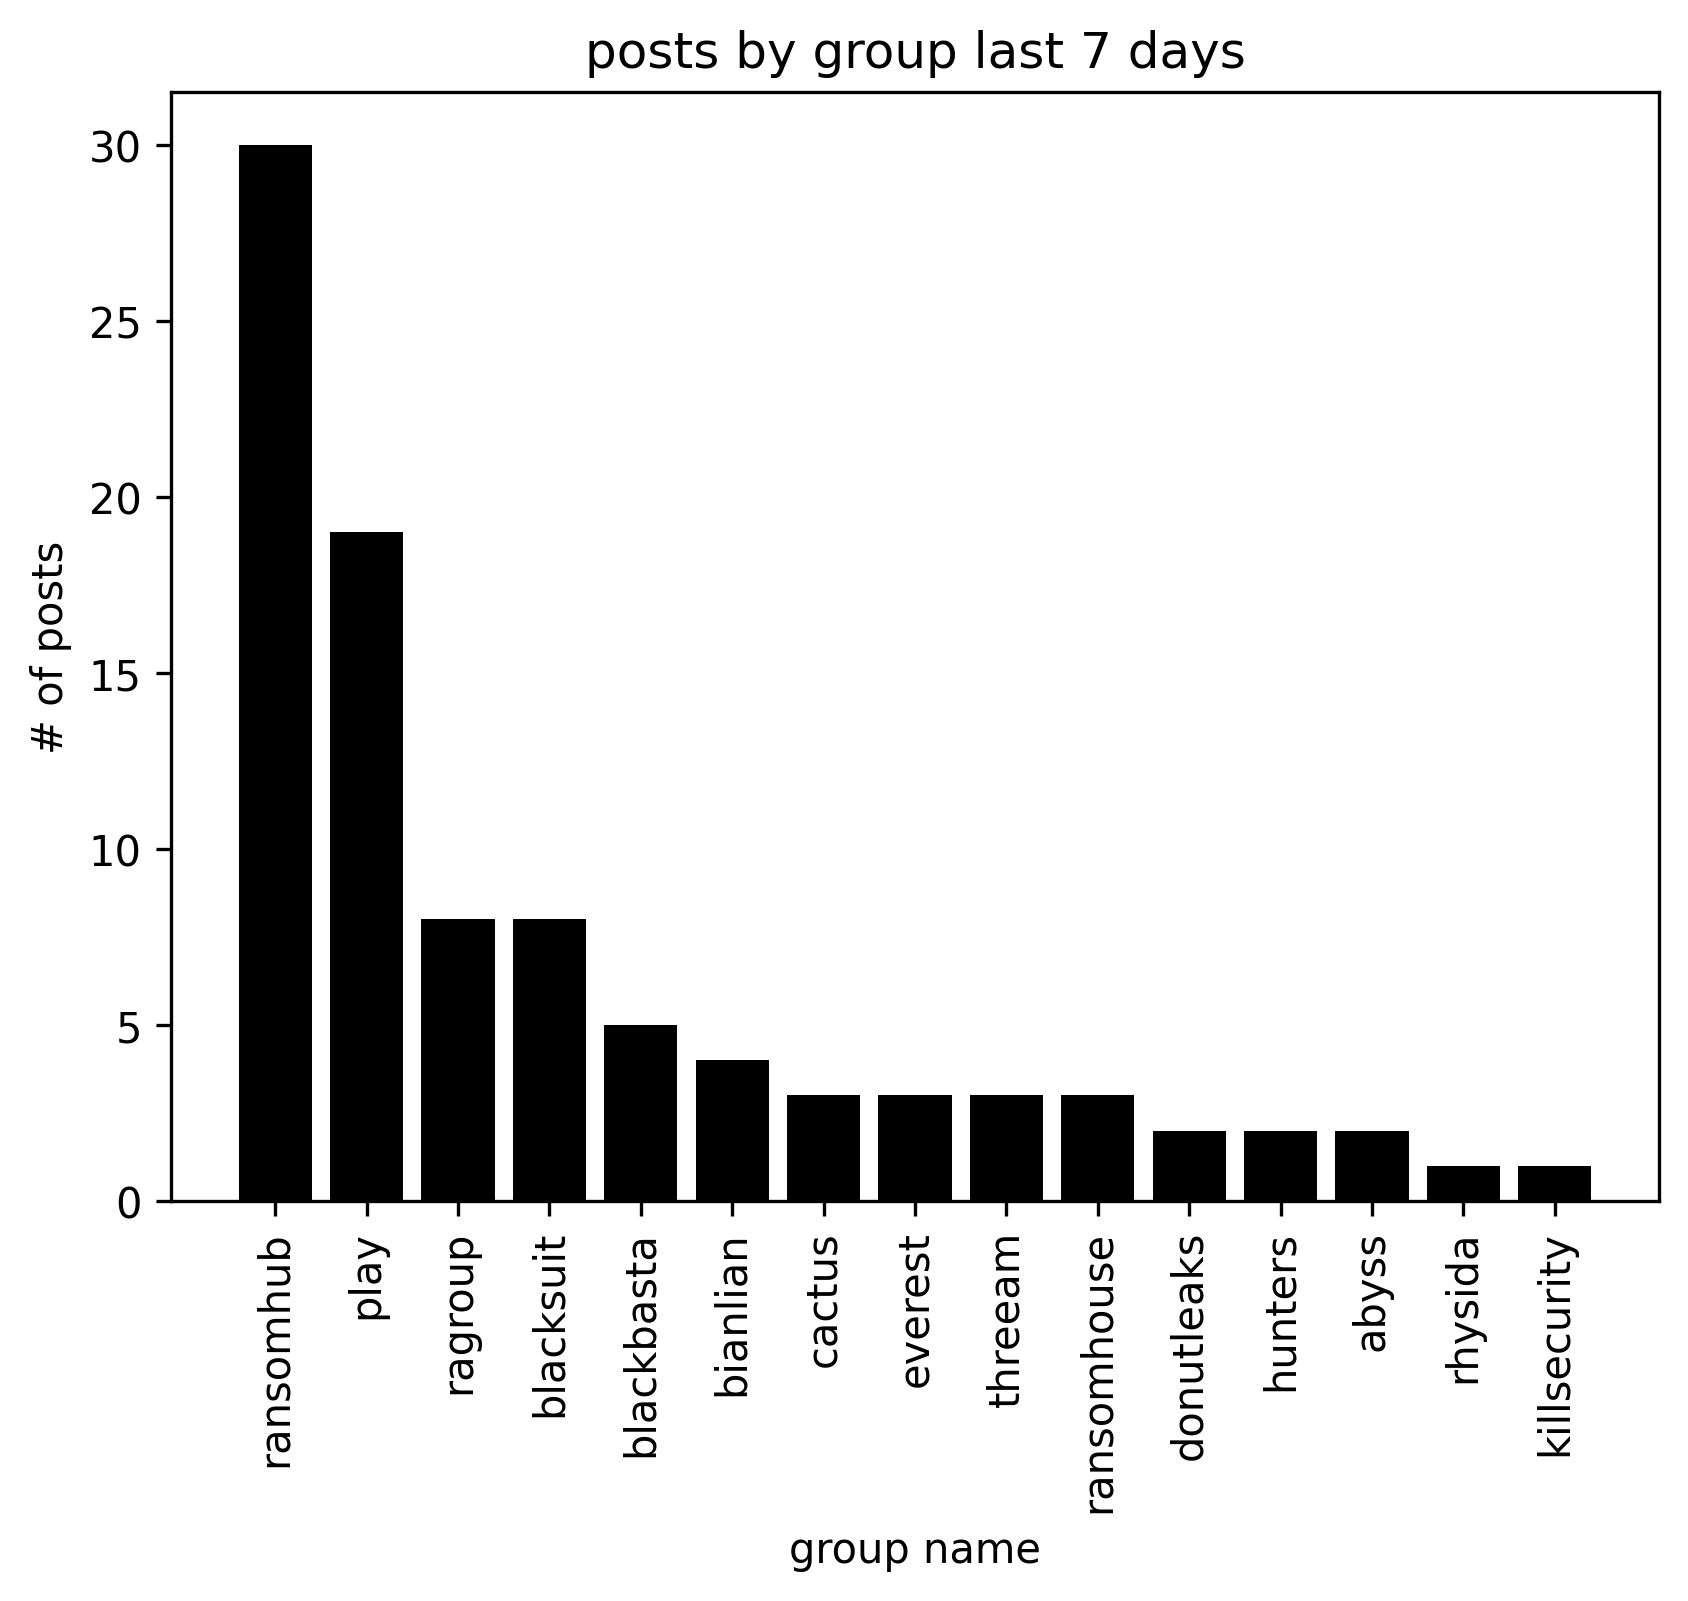 posts by group last 7 days
# of posts
30
25
20
15
10
5
0
ransomhub
play
ragroup
blacksuit
blackbasta
bianlian
cactus
everest
threeam
ransomhouse
donutleaks
hunters
abyss
rhysida
killsecurity
group name